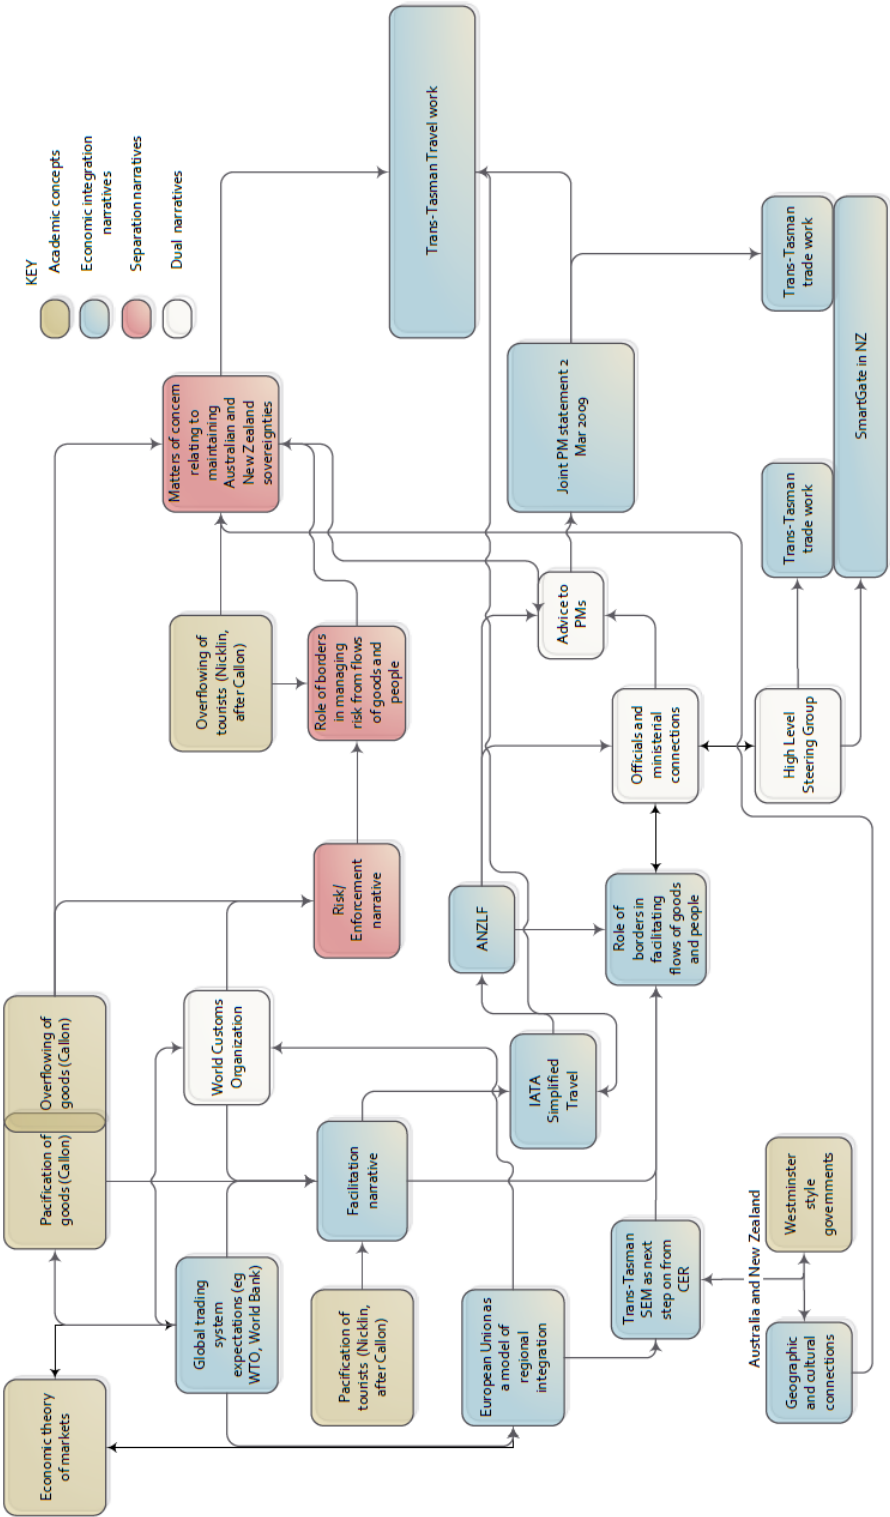 KEY
Academic concepts
Economic integration
narratives
Separation narratives
Dual narratives
Economic theory
of markets
Pacification of
goods (Callon)
Overflowing of
goods (Callon)
Global trading
system
expectations (eg
WTO, World Bank)
World Customs
Organization
Overflowing of
tourists (Nicklin,
after Callon)
Matters of concern
relating to
maintaining
Australian and
New Zealand
sovereignties
Pacification of
tourists (Nicklin,
after Callon)
Facilitation
narrative
Risk/
Enforcement
narrative
Role of borders
in managing
risk from flows
of goods and
people
Trans-Tasman Travel work
European Union as
a model of
regional
integration
IATA
Simplified
Travel
ANZLF
Advice to
PMs
Joint PM statement 2
Mar 2009
Trans-Tasman
SEM as next
step on from
CER
Role of
borders in
facilitating
flows of goods
and people
Officials and
ministerial
connections
Australia and New Zealand
Geographic
and cultural
connections
Westminster
style
governments
High Level
Steering Group
Trans-Tasman
trade work
Trans-Tasman
trade work
SmartGate in NZ